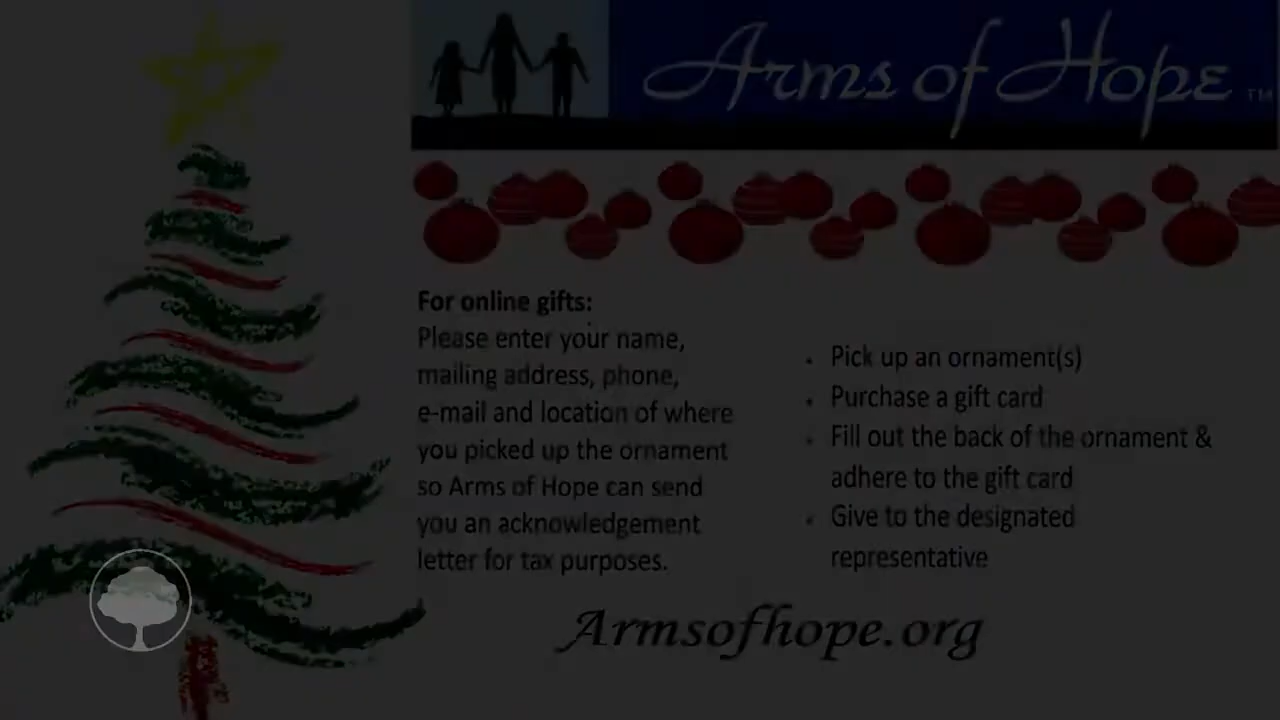 Arms of Hope™
For online gifts:
Please enter your name,
mailing address, phone,
e-mail and location of where
you picked up the ornament
so Arms of Hope can send
you an acknowledgement
letter for tax purposes.
• Pick up an ornament(s)
• Purchase a gift card
• Fill out the back of the ornament &
adhere to the gift card
• Give to the designated
representative
Armsofhope.org